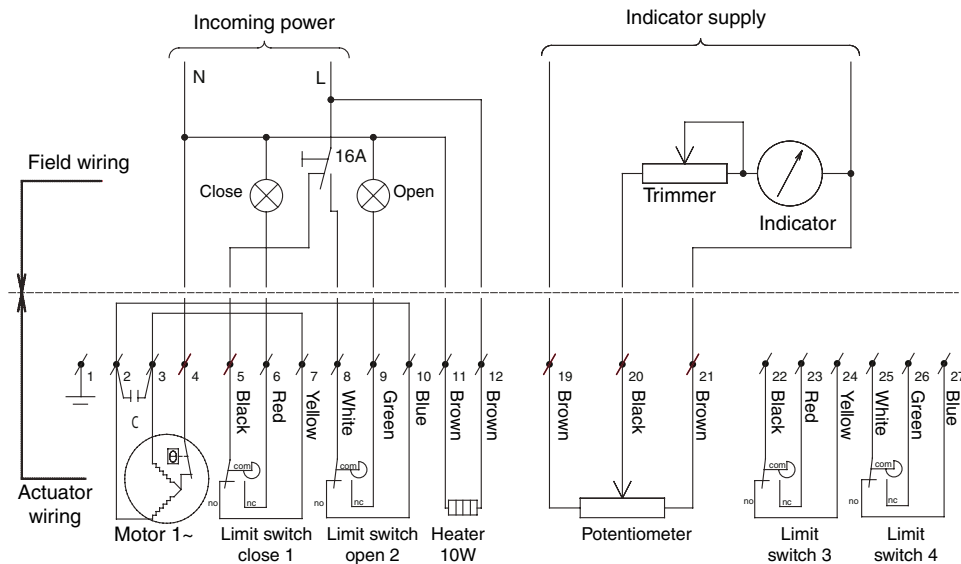 Incoming power
Indicator supply
N
L
16A
Field wiring
Close
Open
Trimmer
Indicator
1
2
3
4
5
6
7
8
9
10
11
12
19
20
21
22
23
24
25
26
27
Black
Red
Yellow
White
Green
Blue
Brown
Brown
Brown
Black
Brown
Black
Red
Yellow
White
Green
Blue
C
θ
com
com
com
com
no
nc
no
nc
no
nc
no
nc
Actuator
wiring
Motor 1~
Limit switch
close 1
Limit switch
open 2
Heater
10W
Potentiometer
Limit
switch 3
Limit
switch 4